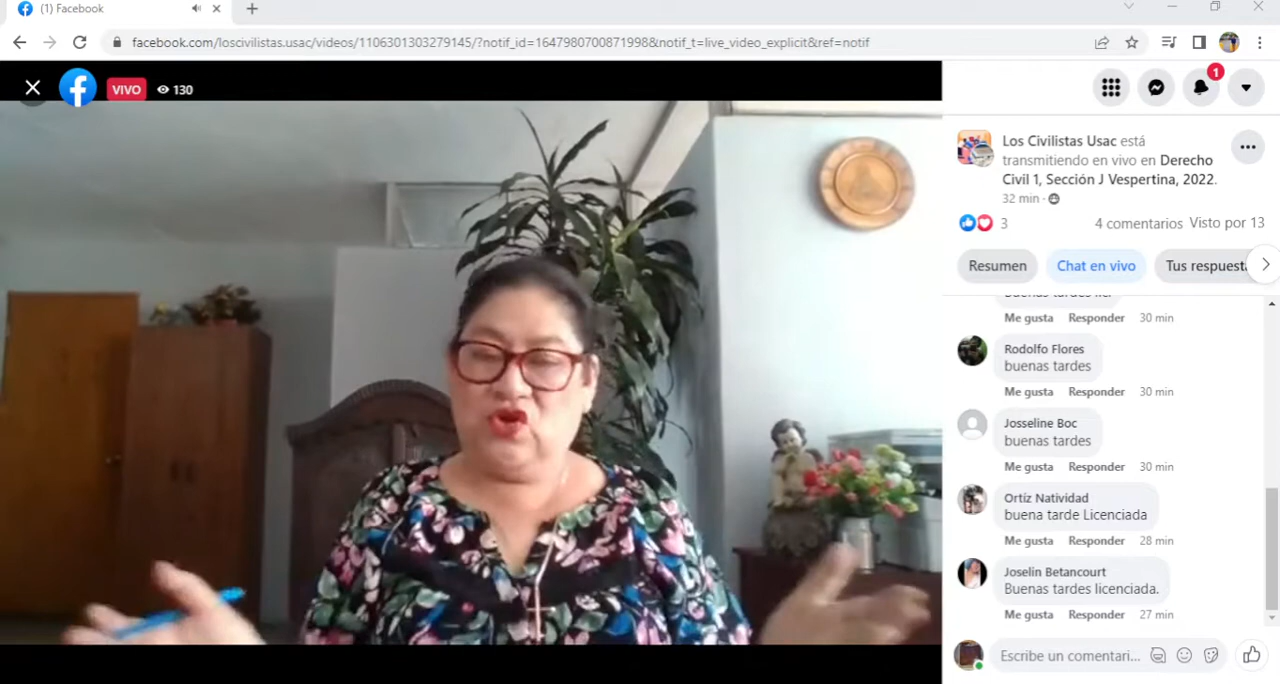 (1) Facebook
facebook.com/loscivilistas.usac/videos/1106301303279145/?notif_id=1647980700871998&notif_t=live_video_explicit&ref=notif
VIVO 130
1
Los Civilistas Usac está
transmitiendo en vivo en Derecho
Civil 1, Sección J Vespertina, 2022.
32 min ·
3 4 comentarios Visto por 13
Resumen Chat en vivo Tus respuest
Me gusta Responder 30 min
Rodolfo Flores
buenas tardes
Me gusta Responder 30 min
Josseline Boc
buenas tardes
Me gusta Responder 30 min
Ortíz Natividad
buena tarde Licenciada
Me gusta Responder 28 min
Joselin Betancourt
Buenas tardes licenciada.
Me gusta Responder 27 min
Escribe un comentari...